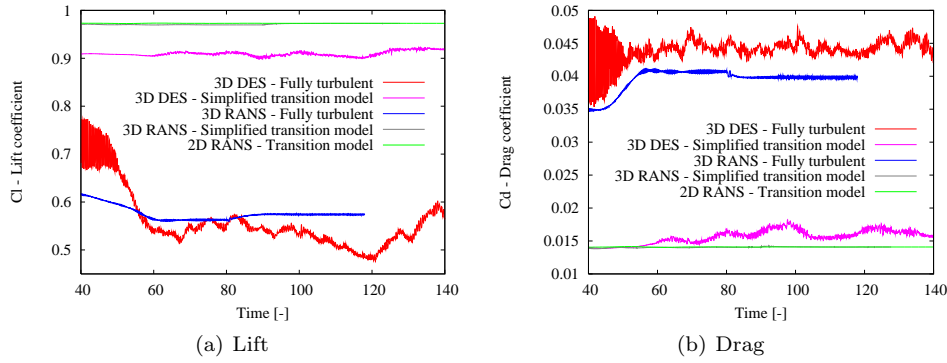 1
0.9
0.8
0.7
0.6
0.5
40
60
80
100
120
140
Cl - Lift coefficient
Time [-]
3D DES - Fully turbulent
3D DES - Simplified transition model
3D RANS - Fully turbulent
3D RANS - Simplified transition model
2D RANS - Transition model
(a) Lift
0.05
0.045
0.04
0.035
0.03
0.025
0.02
0.015
0.01
40
60
80
100
120
140
Cd - Drag coefficient
Time [-]
3D DES - Fully turbulent
3D DES - Simplified transition model
3D RANS - Fully turbulent
3D RANS - Simplified transition model
2D RANS - Transition model
(b) Drag